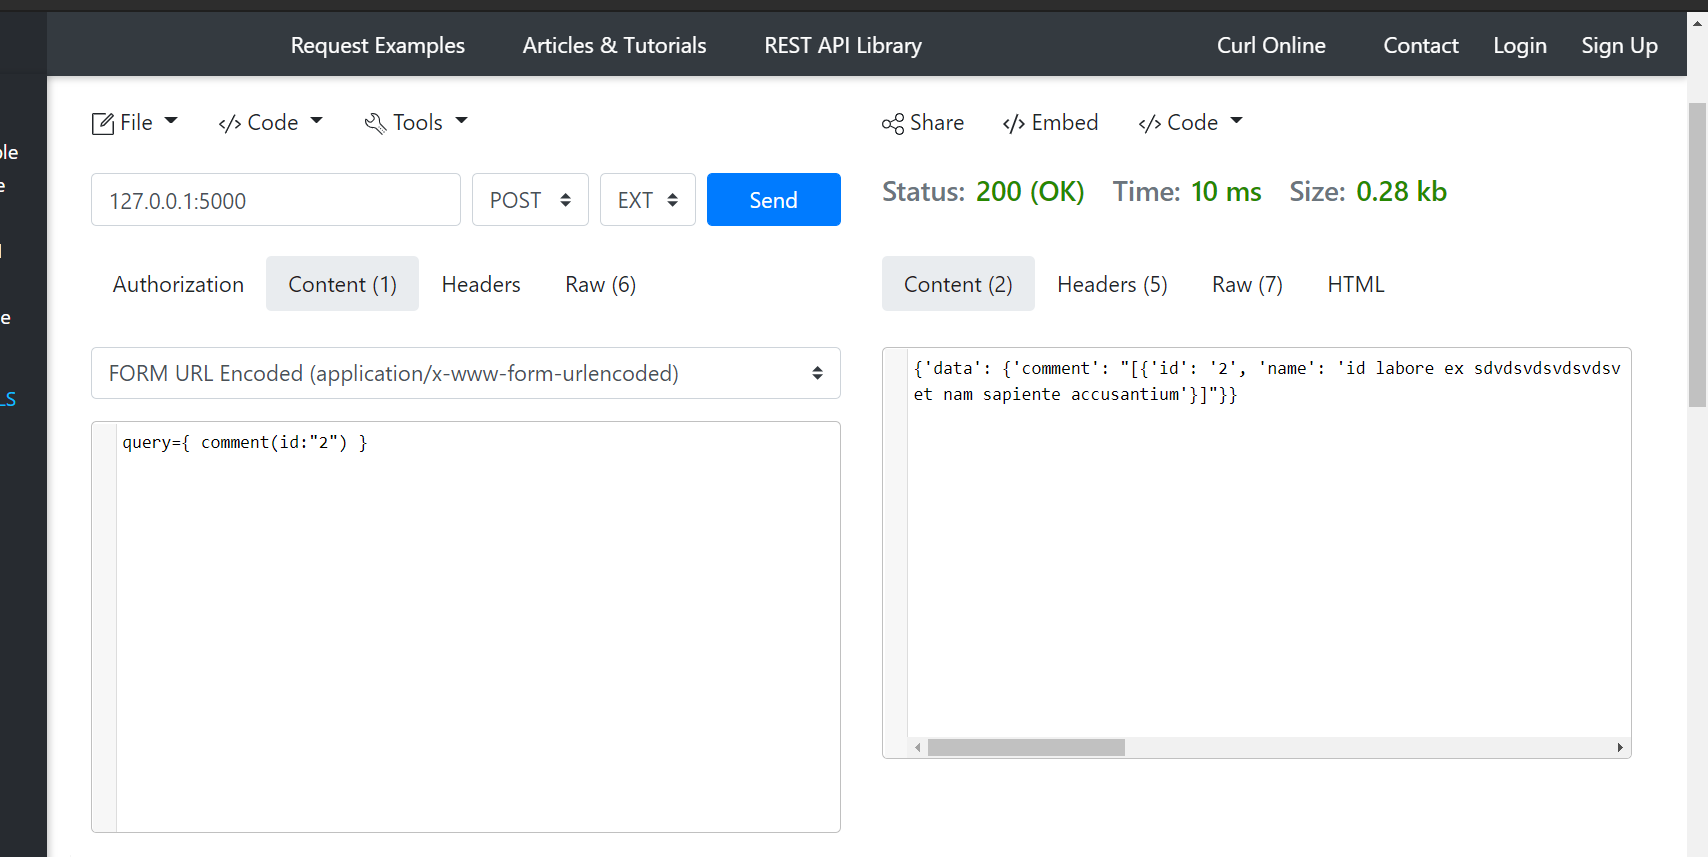 Request Examples Articles & Tutorials REST API Library Curl Online Contact Login Sign Up
File Code Tools
Share Embed Code
127.0.0.1:5000 POST EXT Send
Status: 200 (OK) Time: 10 ms Size: 0.28 kb
Authorization Content (1) Headers Raw (6)
Content (2) Headers (5) Raw (7) HTML
FORM URL Encoded (application/x-www-form-urlencoded)
query={ comment(id:"2") }
{'data': {'comment': "[{'id': '2', 'name': 'id labore ex sdvdsvdsvdsvdsv
et nam sapiente accusantium'}]"}}